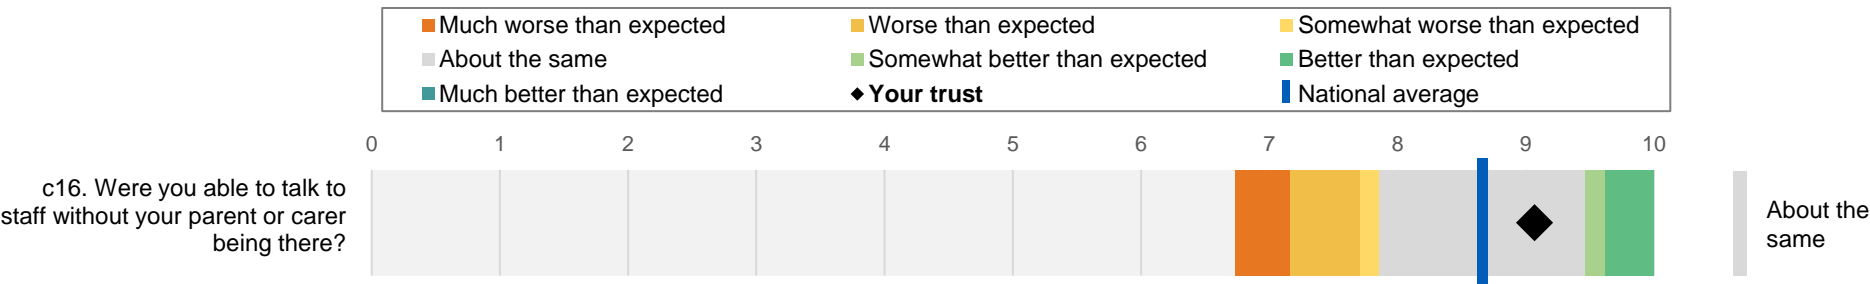 Much worse than expected
Worse than expected
Somewhat worse than expected
About the same
Somewhat better than expected
Better than expected
Much better than expected
Your trust
National average
0 1 2 3 4 5 6 7 8 9 10
c16. Were you able to talk to
staff without your parent or carer
being there?
About the
same